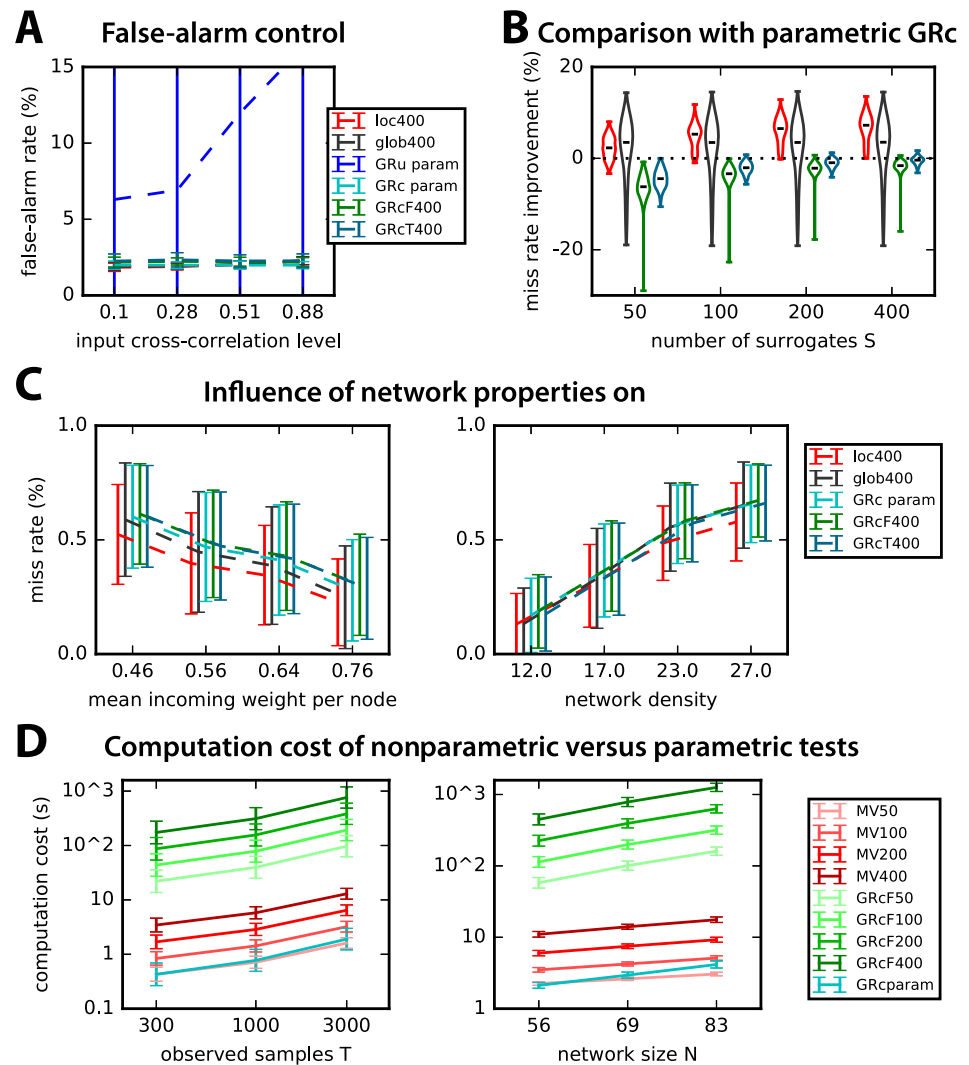 A False-alarm control
false-alarm rate (%)
15
10
5
0
0.1 0.28 0.51 0.88
input cross-correlation level
loc400
glob400
GRu param
GRc param
GRcF400
GRcT400
B Comparison with parametric GRc
miss rate improvement (%)
20
0
-20
50 100 200 400
number of surrogates S
C Influence of network properties on
miss rate (%)
1.0
0.5
0.0
0.46 0.56 0.64 0.76
mean incoming weight per node
1.0
0.5
0.0
12.0 17.0 23.0 27.0
network density
loc400
glob400
GRc param
GRcF400
GRcT400
D Computation cost of nonparametric versus parametric tests
computation cost (s)
10^3
10^2
10
1
0.1
300 1000 3000
observed samples T
10^3
10^2
10
1
56 69 83
network size N
MV50
MV100
MV200
MV400
GRcF50
GRcF100
GRcF200
GRcF400
GRcparam